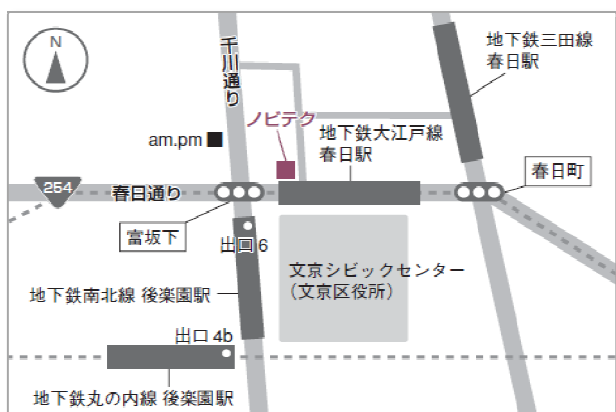 N
千川通り
地下鉄三田線
春日駅
ノビテク
地下鉄大江戸線
春日駅
am.pm
254
春日通り
春日町
富坂下
出口6
文京シビックセンター
(文京区役所)
地下鉄南北線 後楽園駅
出口4b
地下鉄丸の内線 後楽園駅